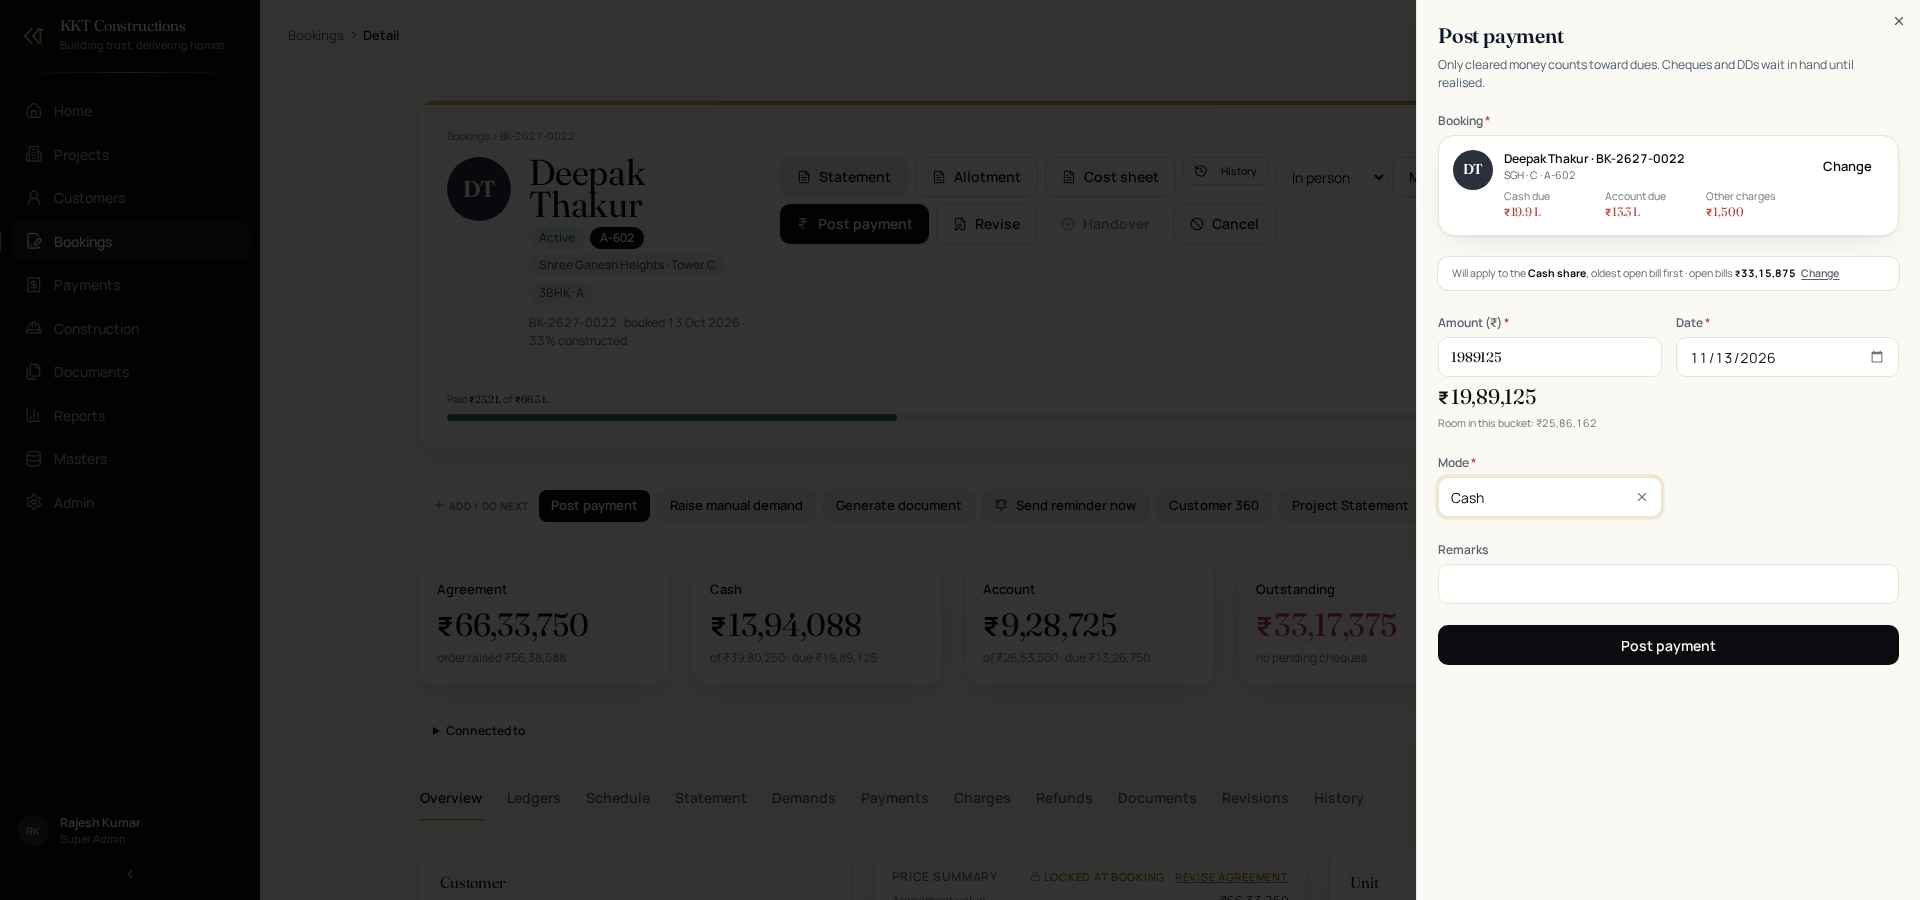 KKT Constructions
Building trust, delivering homes
Home
Projects
Customers
Bookings
Payments
Construction
Documents
Reports
Masters
Admin
RK
Rajesh Kumar
Super Admin
Bookings > Detail
Bookings › BK-2627-0022
DT
Deepak Thakur
Active A-602
Shree Ganesh Heights · Tower C
3BHK-A
BK-2627-0022 · booked 13 Oct 2026 ·
33% constructed
Statement Allotment Cost sheet History In person
Post payment Revise Handover Cancel
Paid ₹23.2 L of ₹66.3 L
ADD / DO NEXT Post payment Raise manual demand Generate document Send reminder now Customer 360 Project Statement
Agreement
₹66,33,750
order raised ₹56,38,688
Cash
₹13,94,088
of ₹39,80,250 · due ₹19,89,125
Account
₹9,28,725
of ₹26,53,500 · due ₹13,26,750
Outstanding
₹33,17,375
no pending cheques
Connected to
Overview Ledgers Schedule Statement Demands Payments Charges Refunds Documents Revisions History
Customer
PRICE SUMMARY LOCKED AT BOOKING REVISE AGREEMENT
Unit
Post payment
Only cleared money counts toward dues. Cheques and DDs wait in hand until
realised.
Booking *
DT
Deepak Thakur · BK-2627-0022
SGH · C · A-602
Change
Cash due Account due Other charges
₹19.9 L ₹13.3 L ₹1,500
Will apply to the Cash share, oldest open bill first · open bills ₹33,15,875 Change
Amount (₹) * Date *
1989125 11/13/2026
₹19,89,125
Room in this bucket: ₹25,86,162
Mode *
Cash
Remarks
Post payment